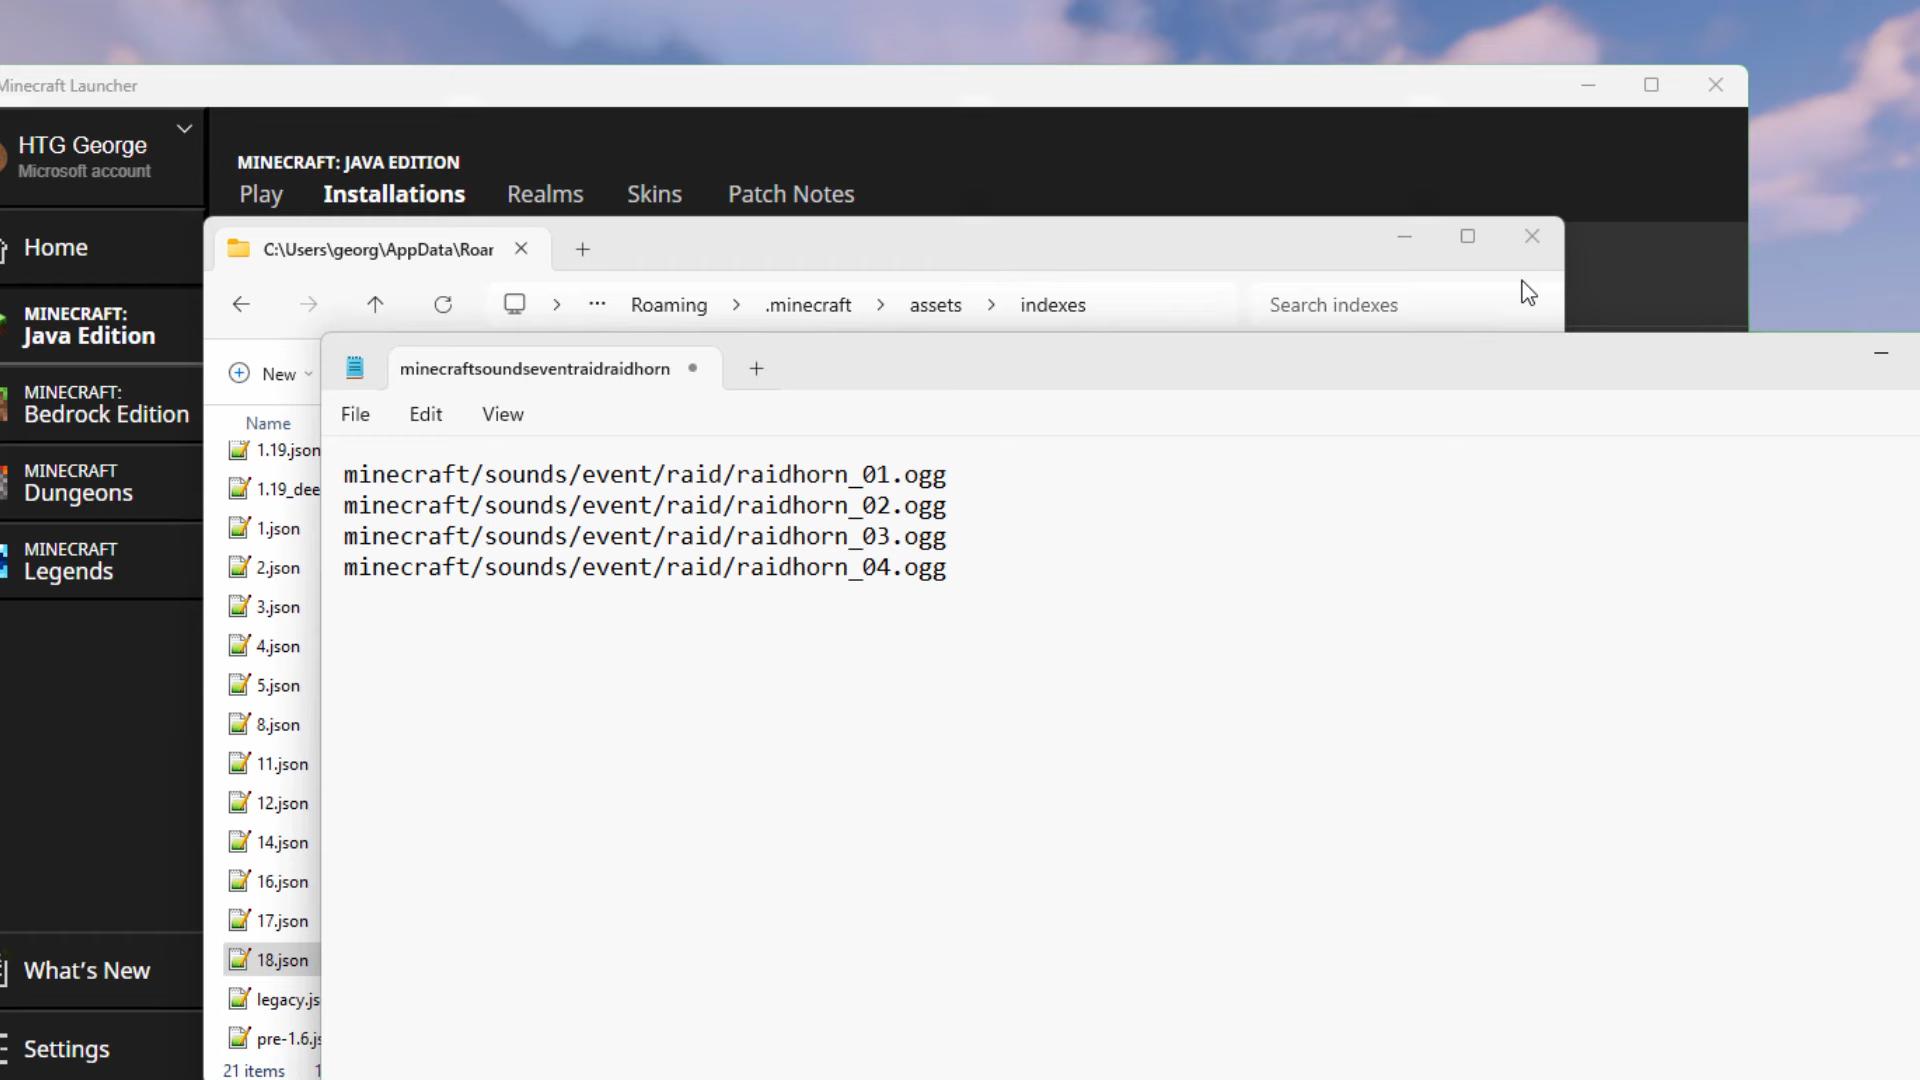 Minecraft Launcher
HTG George
Microsoft account
MINECRAFT: JAVA EDITION
Play Installations Realms Skins Patch Notes
Home
MINECRAFT:
Java Edition
MINECRAFT:
Bedrock Edition
MINECRAFT
Dungeons
MINECRAFT
Legends
What's New
Settings
C:\Users\georg\AppData\Roar
Roaming > .minecraft > assets > indexes
Search indexes
New
Name
1.19.json
1.19_dee
1.json
2.json
3.json
4.json
5.json
8.json
11.json
12.json
14.json
16.json
17.json
18.json
legacy.js
pre-1.6.js
21 items 1
minecraftsoundseventraidraidhorn
File Edit View
minecraft/sounds/event/raid/raidhorn_01.ogg
minecraft/sounds/event/raid/raidhorn_02.ogg
minecraft/sounds/event/raid/raidhorn_03.ogg
minecraft/sounds/event/raid/raidhorn_04.ogg